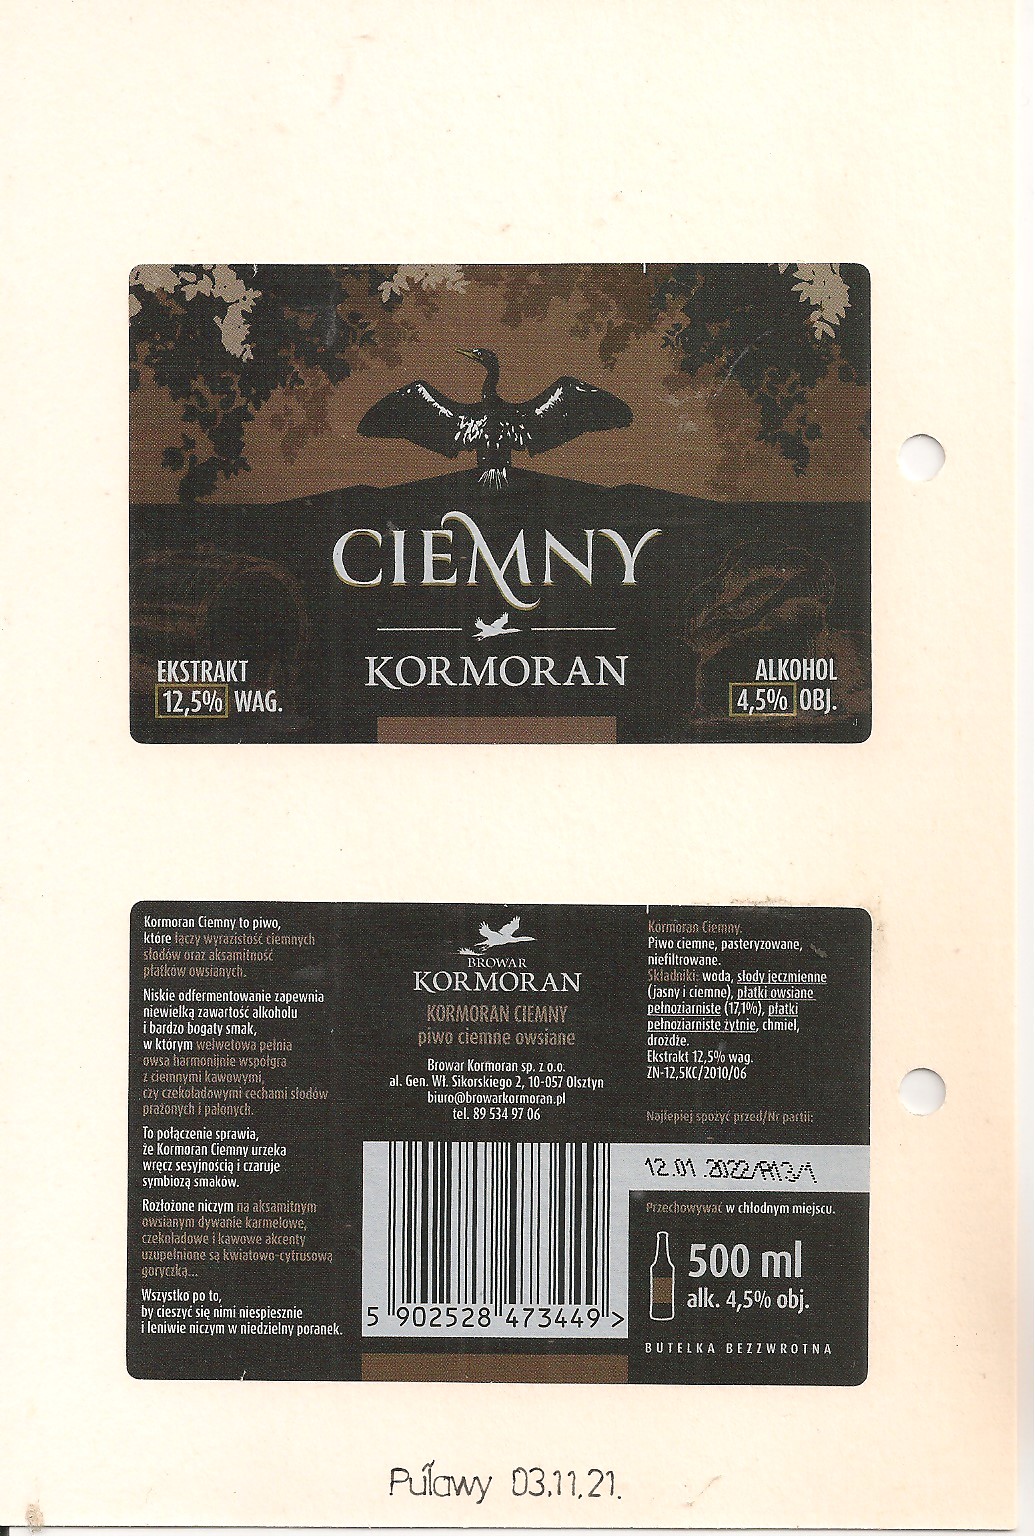 CIEMNY
KORMORAN
EKSTRAKT
12,5% WAG.
ALKOHOL
4,5% OBJ.
Kormoran Ciemny to piwo,
które łączy wyrazistość ciemnych
słodów oraz aksamitność
płatków owsianych.
Niskie odfermentowanie zapewnia
niewielką zawartość alkoholu
i bardzo bogaty smak,
w którym welwetowa pełnia
owsa harmonijnie współgra
z ciemnymi kawowymi,
czy czekoladowymi cechami słodów
prażonych i palonych.
To połączenie sprawia,
że Kormoran Ciemny urzeka
wręcz sesyjnością i czaruje
symbiozą smaków.
Rozłożone niczym na aksamitnym
owsianym dywanie karmelowe,
czekoladowe i kawowe akcenty
uzupełnione są kwiatowo-cytrusową
goryczką...
Wszystko po to,
by cieszyć się nimi niespiesznie
i leniwie niczym w niedzielny poranek.
BROWAR
KORMORAN
KORMORAN CIEMNY
piwo ciemne owsiane
Browar Kormoran sp. z o.o.
al. Gen. Wł. Sikorskiego 2, 10-057 Olsztyn
biuro@browarkormoran.pl
tel. 89 534 97 06
5 902528 473449 >
Kormoran Ciemny.
Piwo ciemne, pasteryzowane,
niefiltrowane.
Składniki: woda, słody jęczmienne
(jasny i ciemne), płatki owsiane
pełnoziarniste (17,1%), płatki
pełnoziarniste żytnie, chmiel,
drożdże.
Ekstrakt 12,5% wag.
ZN-12,5KC/2010/06
Najlepiej spożyć przed/Nr partii:
12.01.2022/A13/1
Przechowywać w chłodnym miejscu.
500 ml
alk. 4,5% obj.
BUTELKA BEZZWROTNA
Puławy 03.11.21.